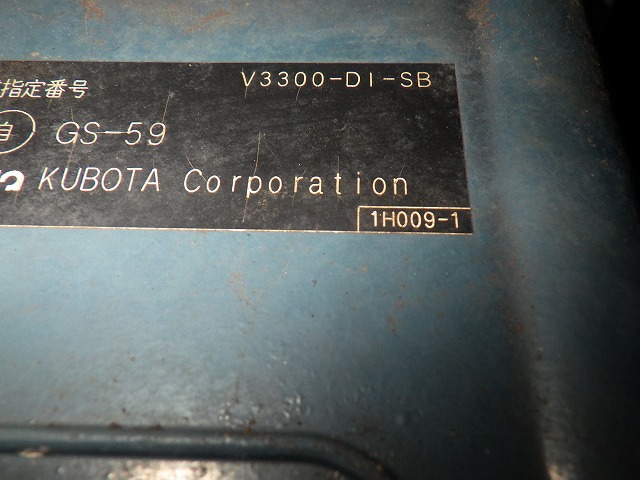 指定番号 V3300-DI-SB
自 GS-59
KUBOTA Corporation
1H009-1